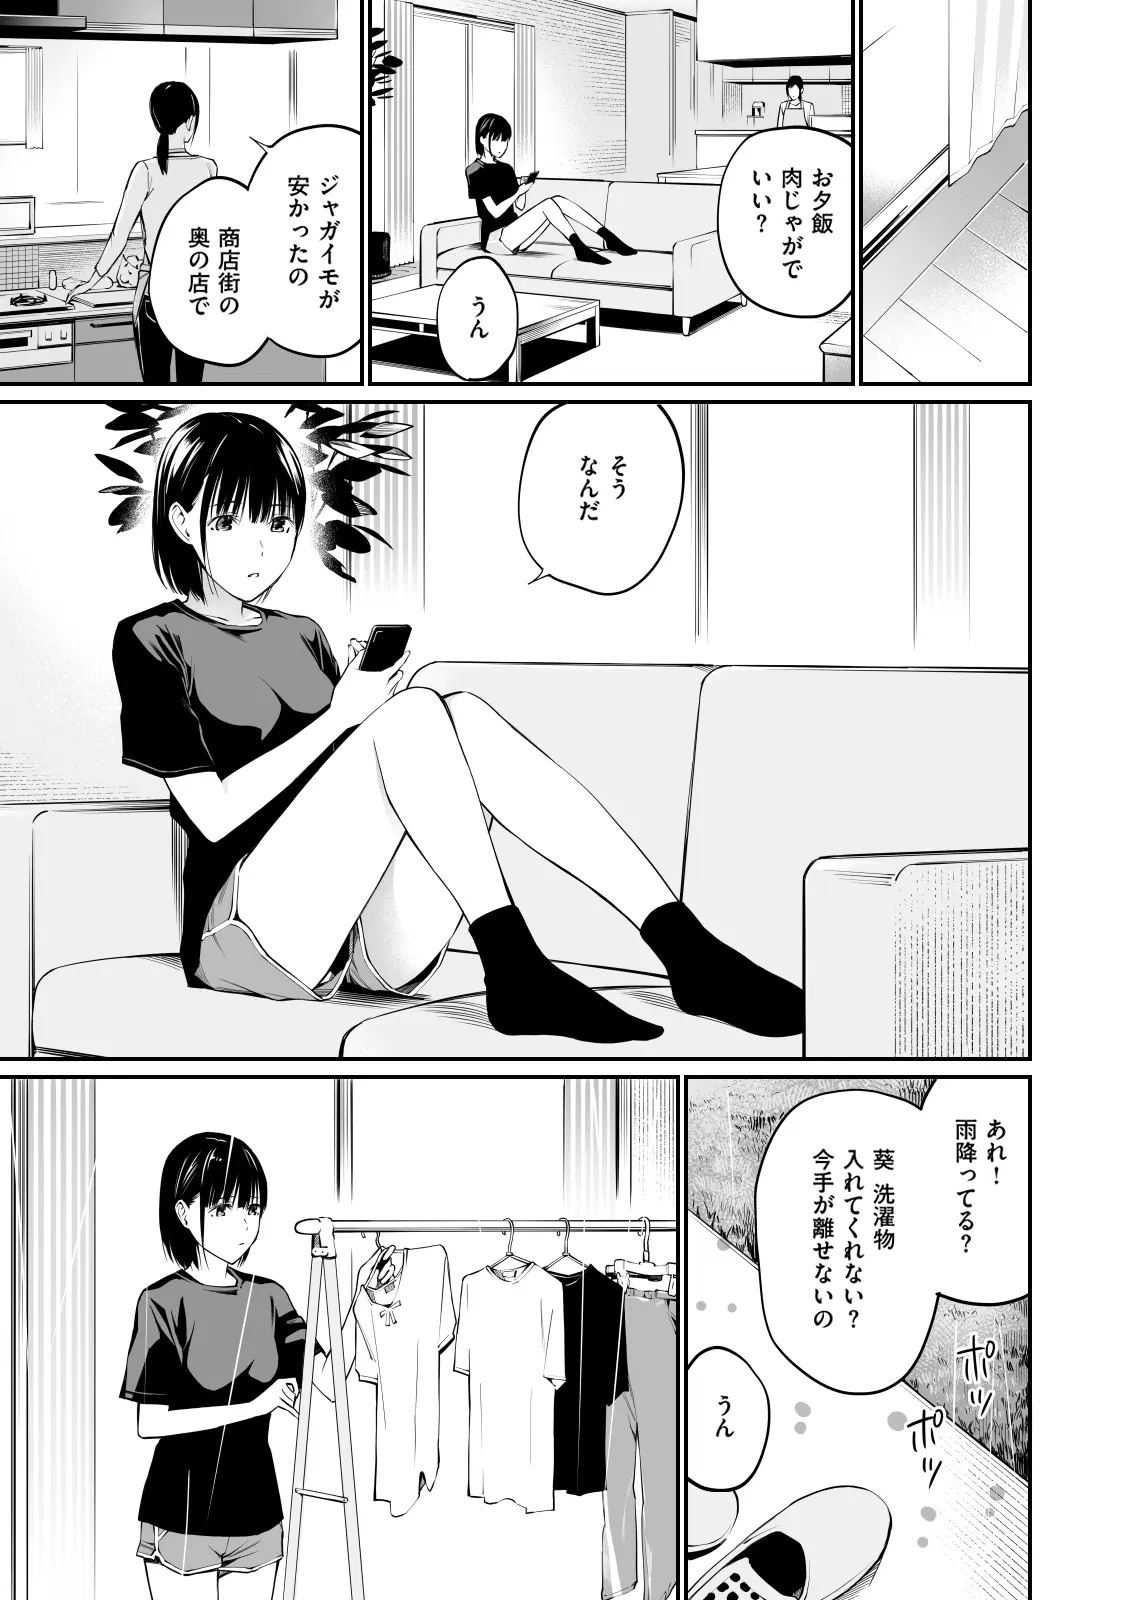 お夕飯
肉じゃがで
いい?
うん
ジャガイモが
安かったの
商店街の
奥の店で
そう
なんだ
あれ!
雨降ってる?
葵 洗濯物
入れてくれない?
今手が離せないの
ポッ
ポッ
うん